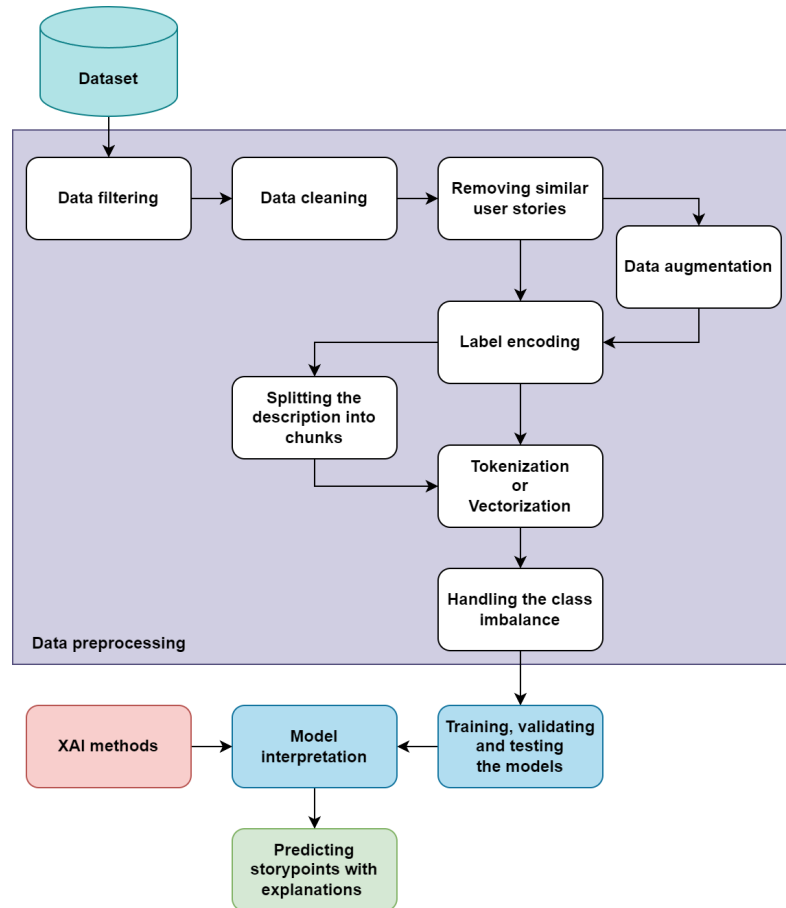 Dataset
Data filtering
Data cleaning
Removing similar
user stories
Data augmentation
Label encoding
Splitting the
description into
chunks
Tokenization
or
Vectorization
Handling the class
imbalance
Data preprocessing
XAI methods
Model
interpretation
Training, validating
and testing
the models
Predicting
storypoints with
explanations